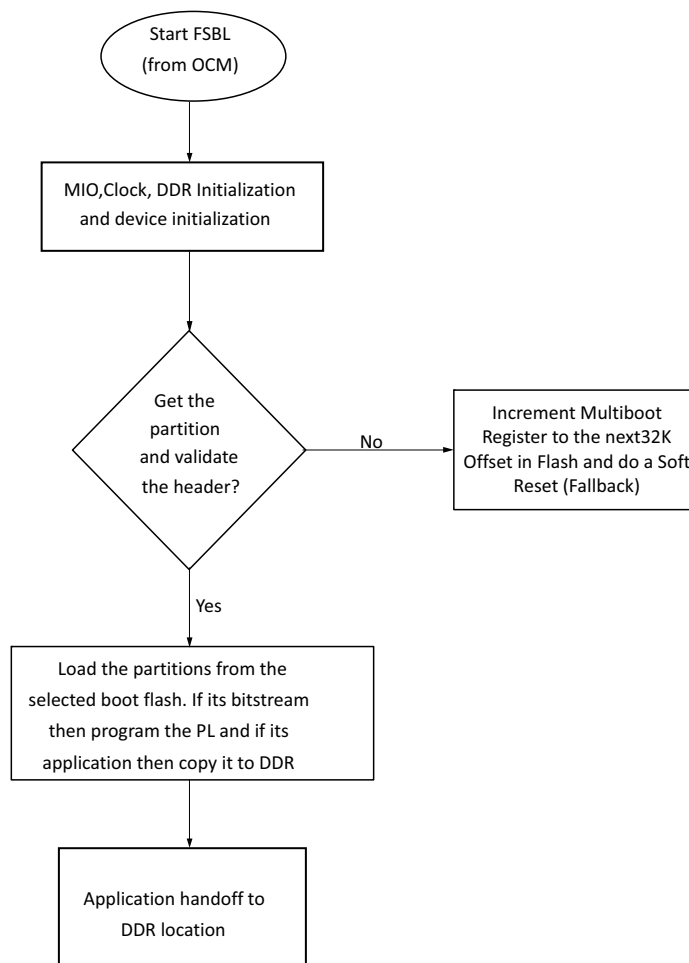 Start FSBL
(from OCM)
MIO,Clock, DDR Initialization
and device initialization
Get the
partition
and validate
the header?
No
Increment Multiboot
Register to the next32K
Offset in Flash and do a Soft
Reset (Fallback)
Yes
Load the partitions from the
selected boot flash. If its bitstream
then program the PL and if its
application then copy it to DDR
Application handoff to
DDR location